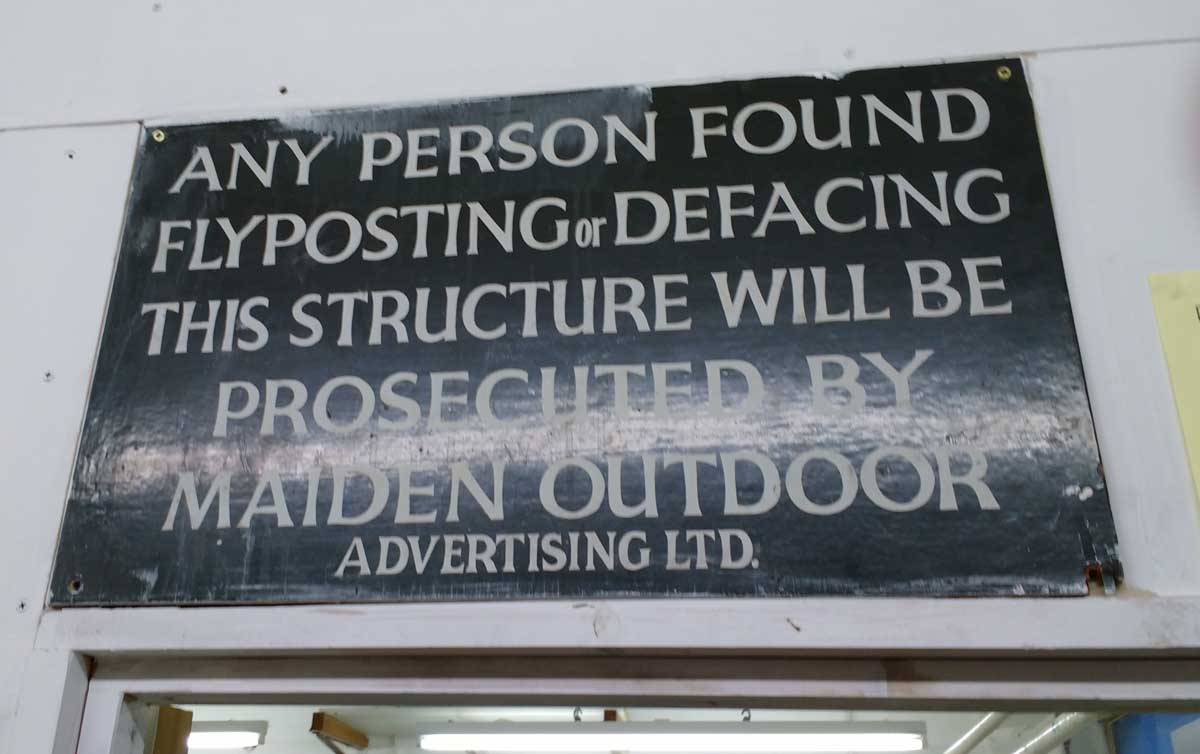 ANY PERSON FOUND
FLYPOSTING or DEFACING
THIS STRUCTURE WILL BE
PROSECUTED BY
MAIDEN OUTDOOR
ADVERTISING LTD.